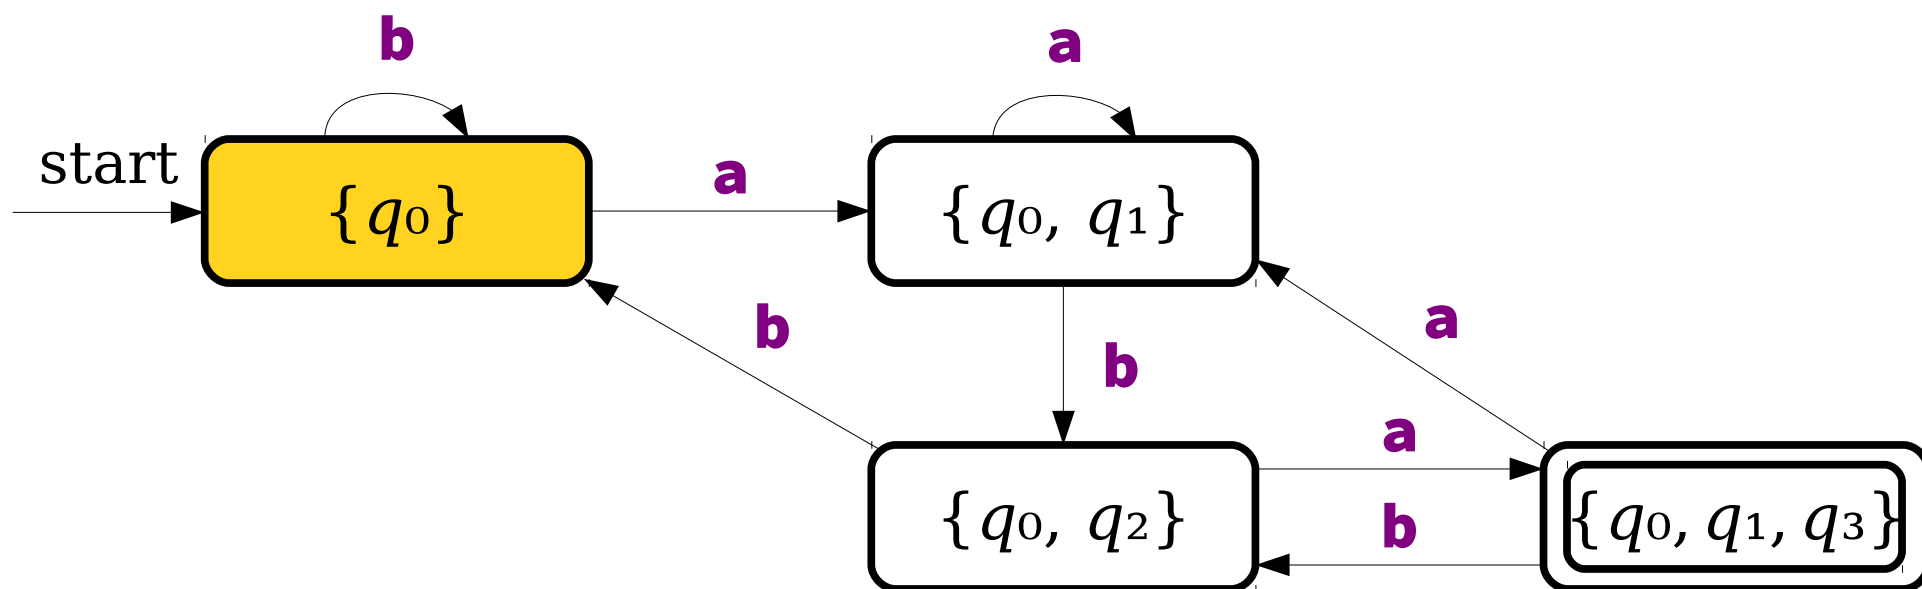 b
a
start
a
{q₀}
{q₀, q₁}
b
a
b
a
{q₀, q₂}
b
{q₀, q₁, q₃}